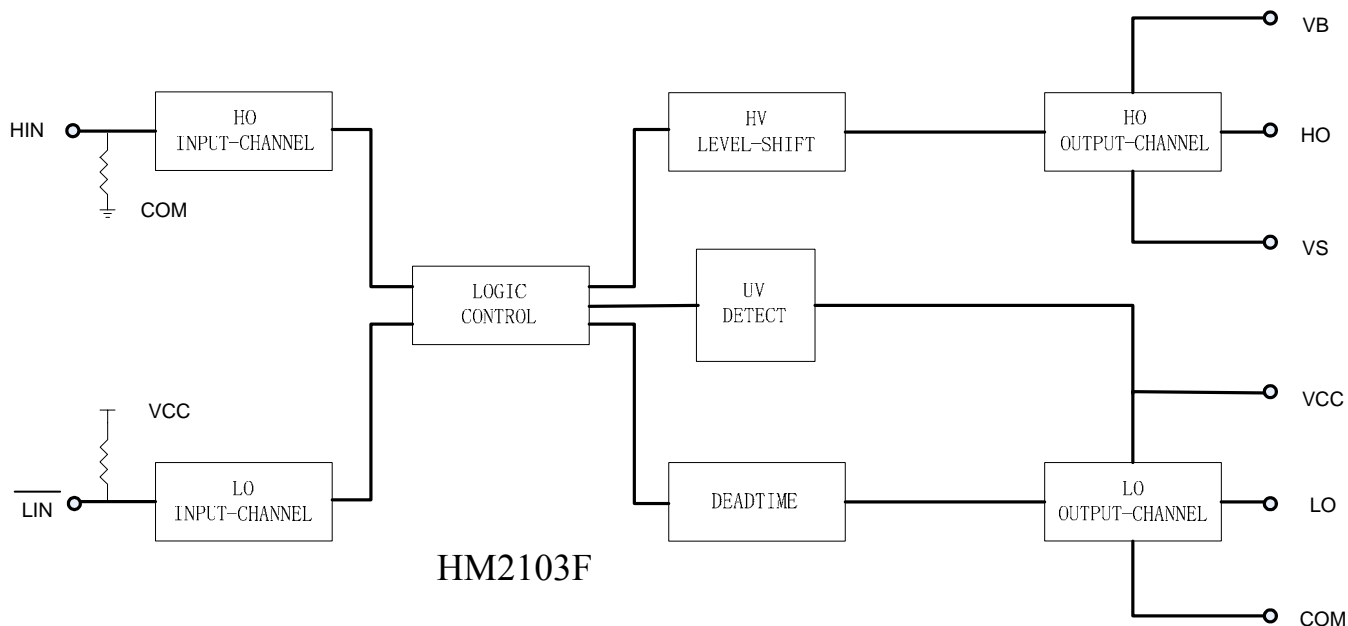 VB
HIN
HO
INPUT-CHANNEL
HV
LEVEL-SHIFT
HO
OUTPUT-CHANNEL
HO
COM
VS
LOGIC
CONTROL
UV
DETECT
VCC
VCC
LIN
LO
INPUT-CHANNEL
DEADTIME
LO
OUTPUT-CHANNEL
LO
HM2103F
COM